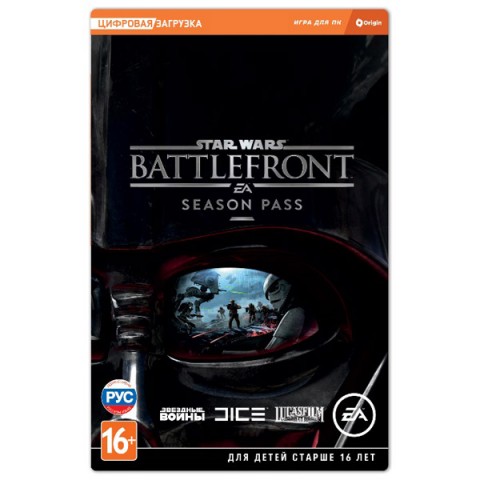 ЦИФРОВАЯ ЗАГРУЗКА
ИГРА ДЛЯ ПК Origin
STAR WARS
BATTLEFRONT
EA
SEASON PASS
РУС
ЗВЕЗДНЫЕ ВОЙНЫ DICE LUCASFILM EA
16+
ДЛЯ ДЕТЕЙ СТАРШЕ 16 ЛЕТ